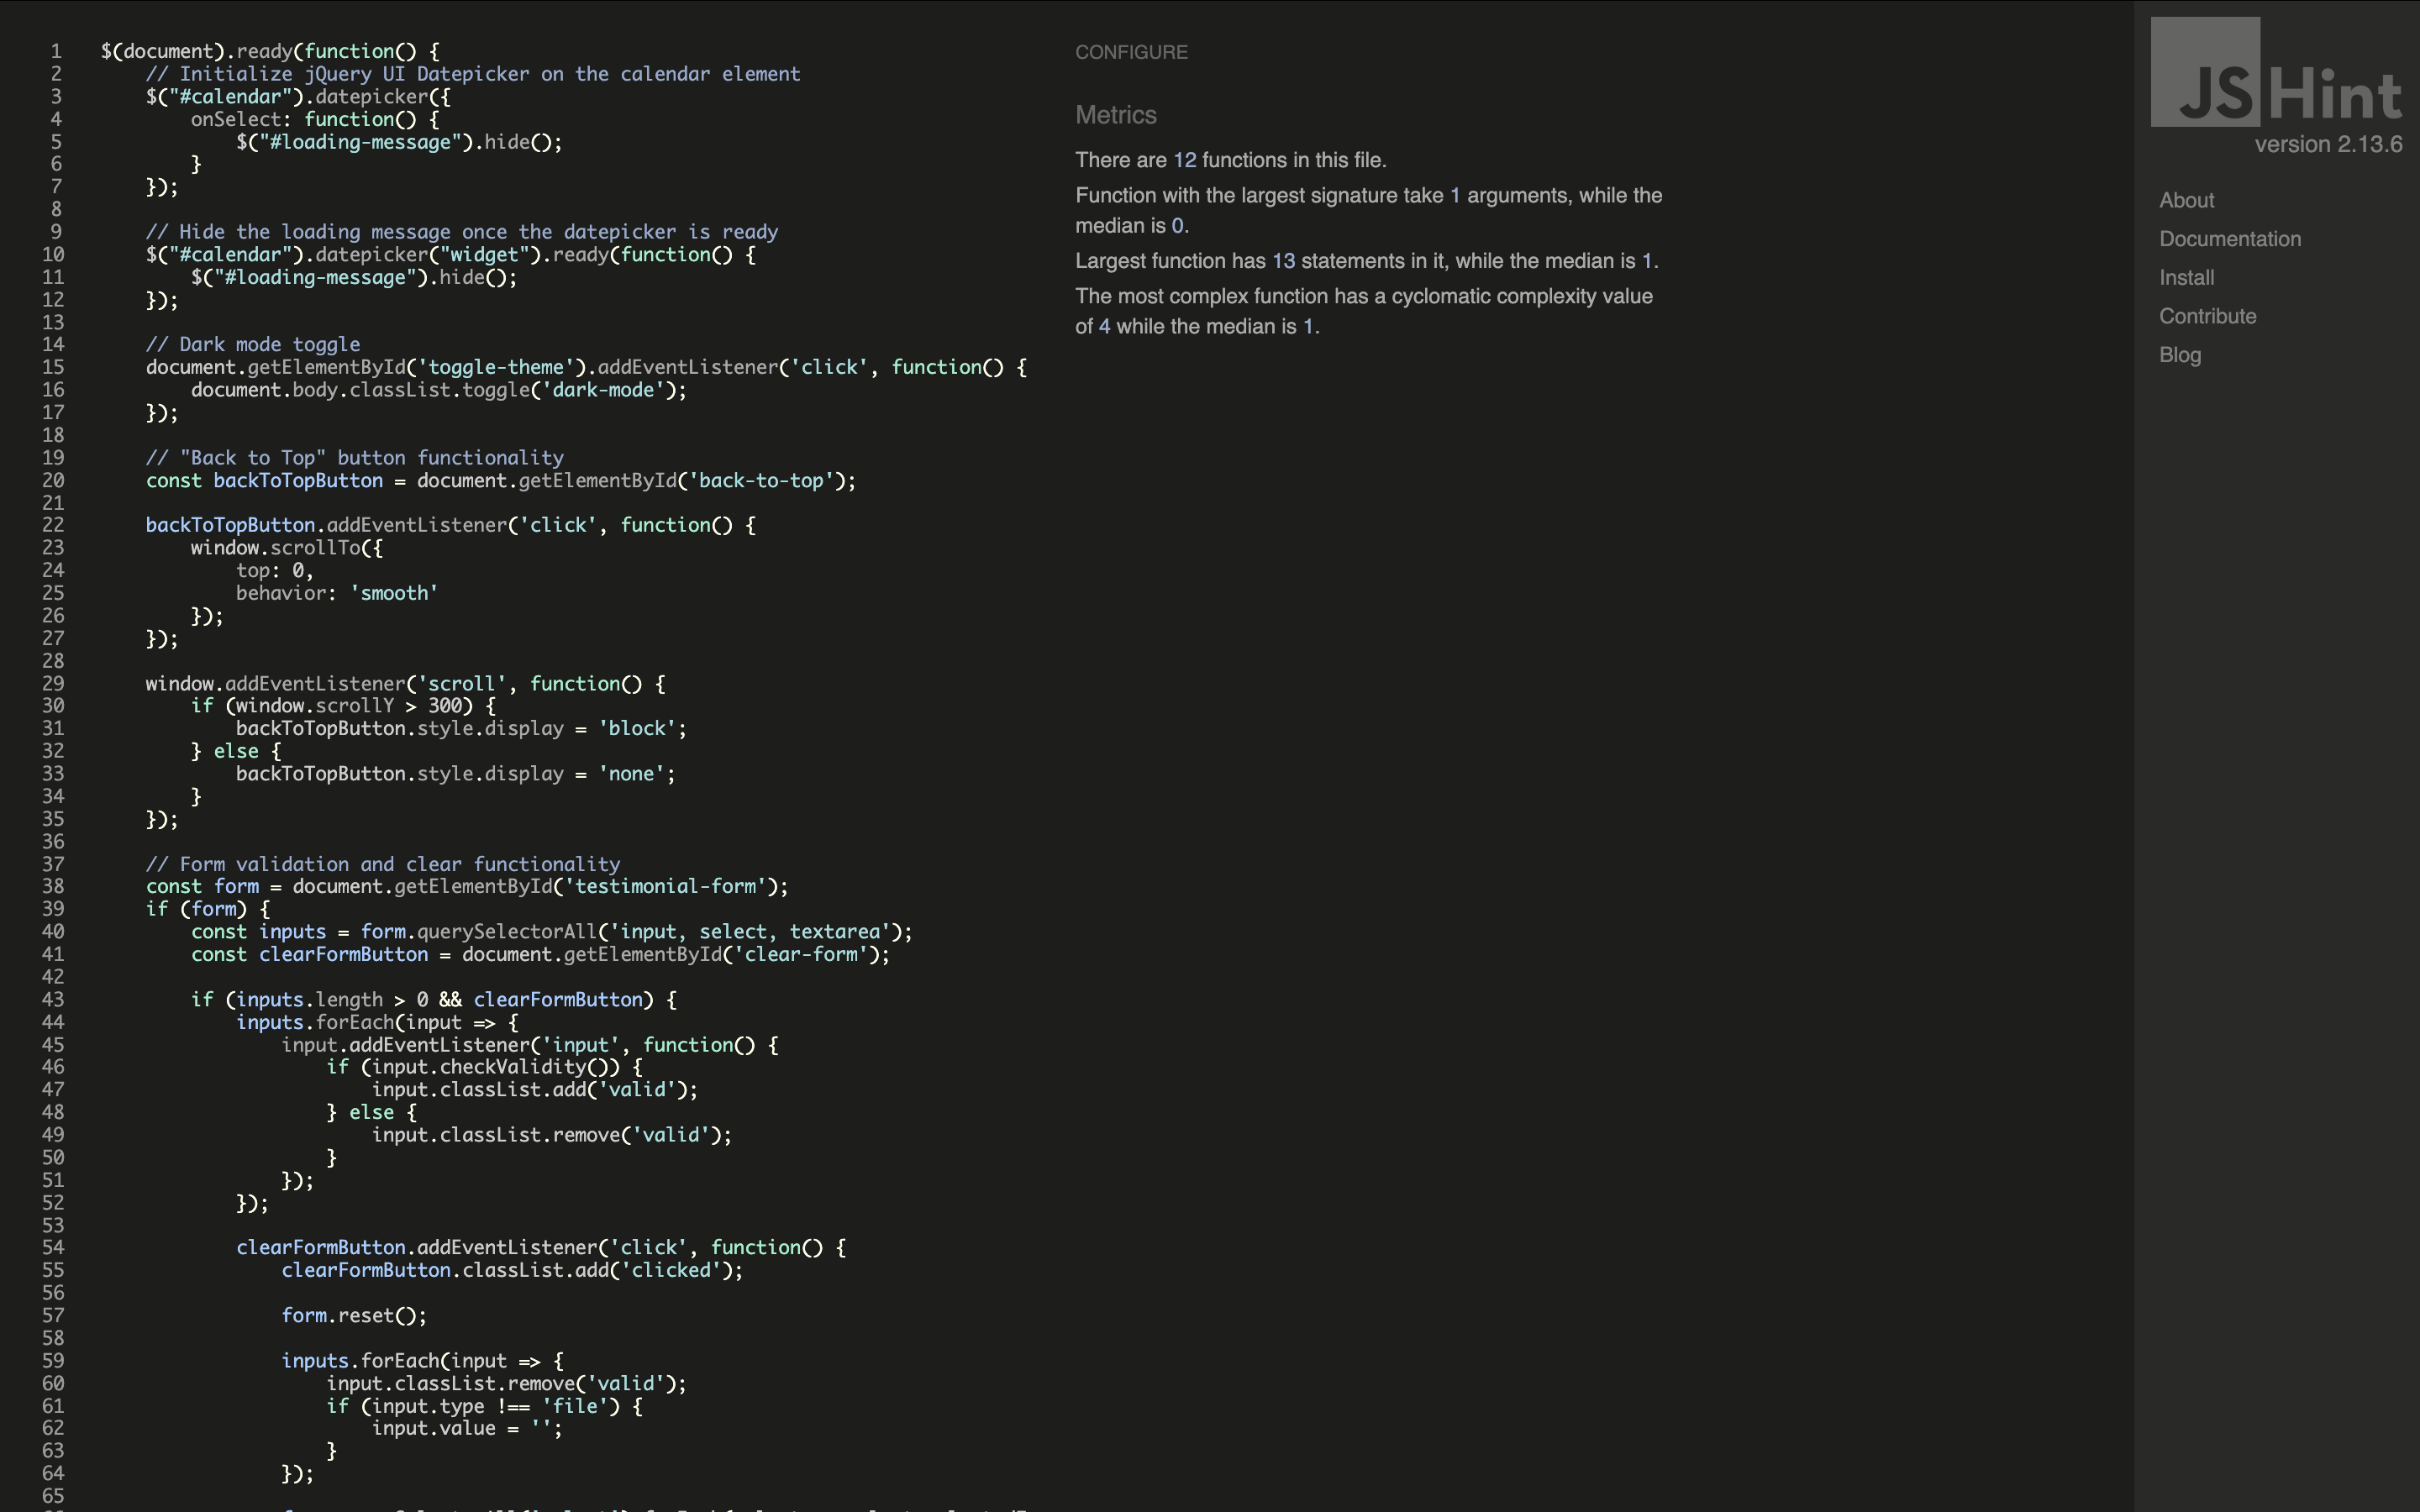 1 $(document).ready(function() {
2 // Initialize jQuery UI Datepicker on the calendar element
3 $("#calendar").datepicker({
4 onSelect: function() {
5 $("#loading-message").hide();
6 }
7 });
8
9 // Hide the loading message once the datepicker is ready
10 $("#calendar").datepicker("widget").ready(function() {
11 $("#loading-message").hide();
12 });
13
14 // Dark mode toggle
15 document.getElementById('toggle-theme').addEventListener('click', function() {
16 document.body.classList.toggle('dark-mode');
17 });
18
19 // "Back to Top" button functionality
20 const backToTopButton = document.getElementById('back-to-top');
21
22 backToTopButton.addEventListener('click', function() {
23 window.scrollTo({
24 top: 0,
25 behavior: 'smooth'
26 });
27 });
28
29 window.addEventListener('scroll', function() {
30 if (window.scrollY > 300) {
31 backToTopButton.style.display = 'block';
32 } else {
33 backToTopButton.style.display = 'none';
34 }
35 });
36
37 // Form validation and clear functionality
38 const form = document.getElementById('testimonial-form');
39 if (form) {
40 const inputs = form.querySelectorAll('input, select, textarea');
41 const clearFormButton = document.getElementById('clear-form');
42
43 if (inputs.length > 0 && clearFormButton) {
44 inputs.forEach(input => {
45 input.addEventListener('input', function() {
46 if (input.checkValidity()) {
47 input.classList.add('valid');
48 } else {
49 input.classList.remove('valid');
50 }
51 });
52 });
53
54 clearFormButton.addEventListener('click', function() {
55 clearFormButton.classList.add('clicked');
56
57 form.reset();
58
59 inputs.forEach(input => {
60 input.classList.remove('valid');
61 if (input.type !== 'file') {
62 input.value = '';
63 }
64 });
65
CONFIGURE
Metrics
There are 12 functions in this file.
Function with the largest signature take 1 arguments, while the
median is 0.
Largest function has 13 statements in it, while the median is 1.
The most complex function has a cyclomatic complexity value
of 4 while the median is 1.
JSHint
version 2.13.6
About
Documentation
Install
Contribute
Blog